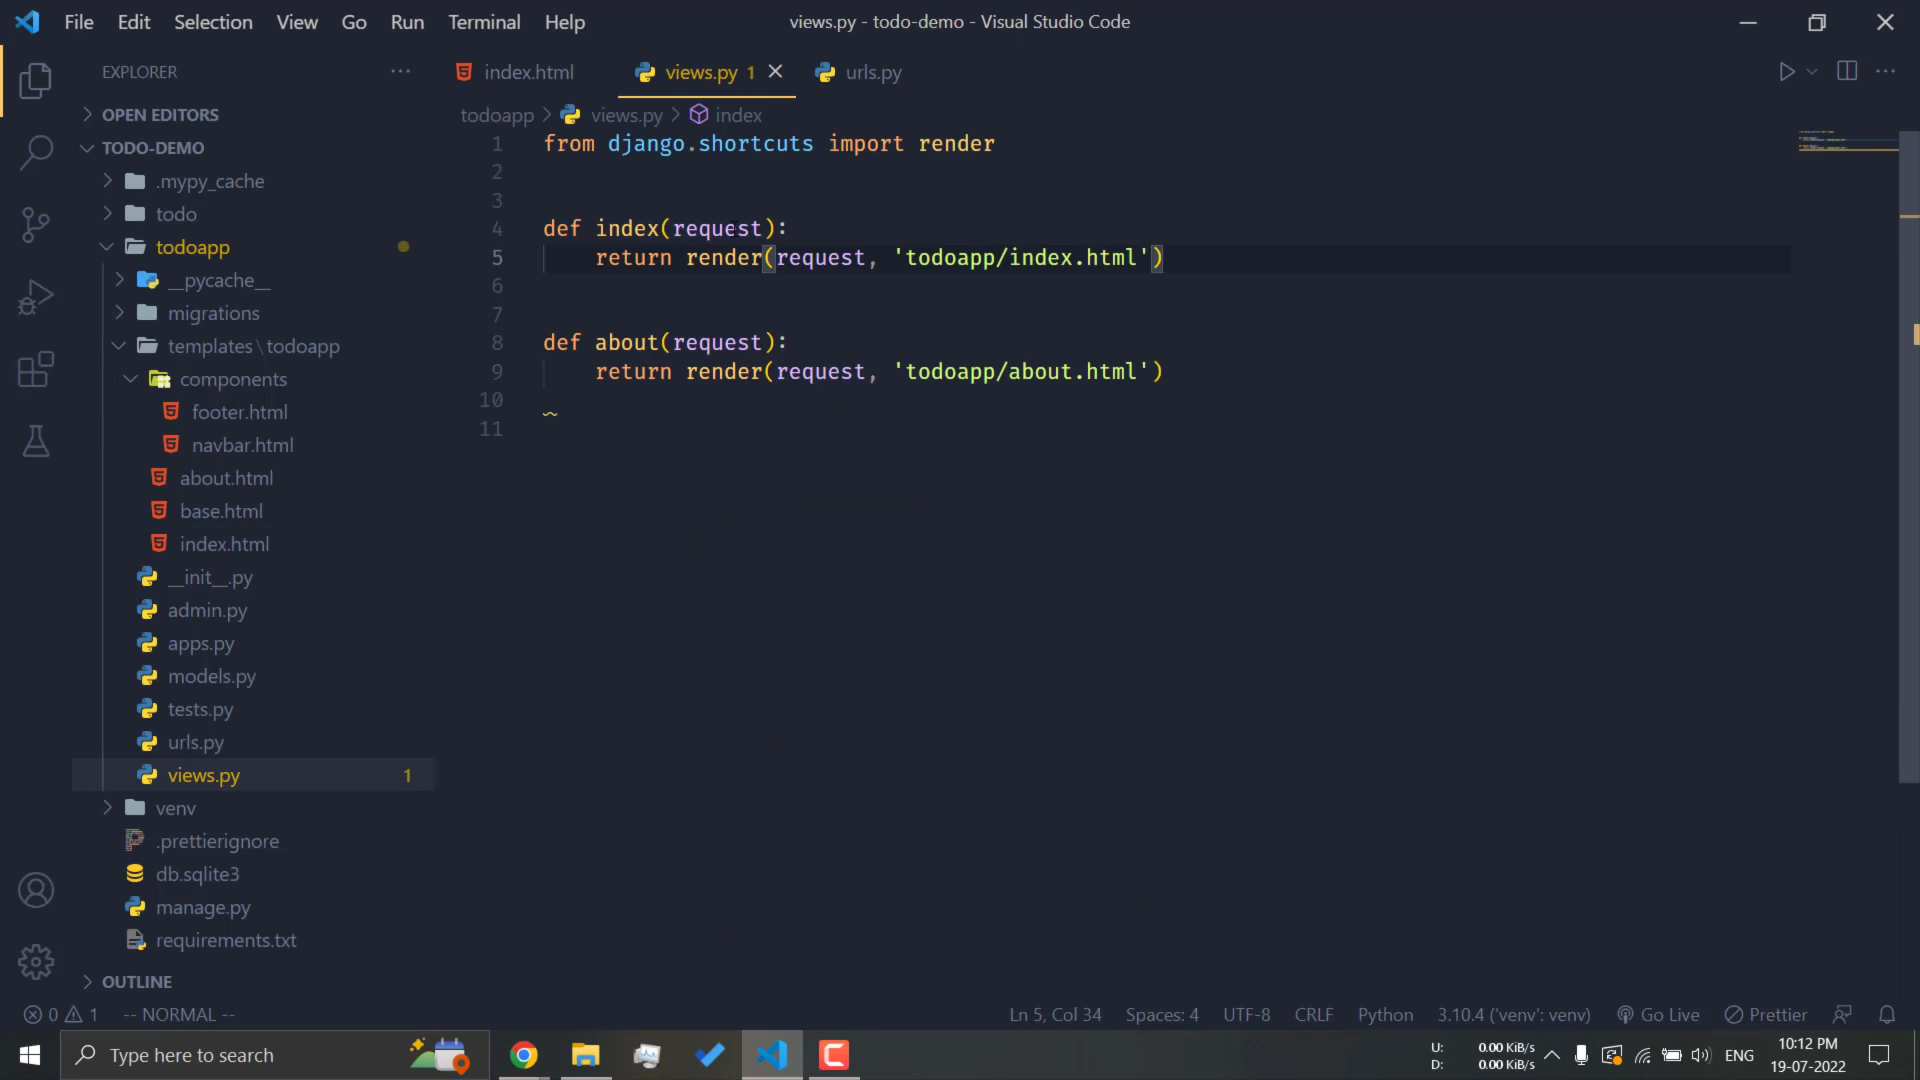 File Edit Selection View Go Run Terminal Help
views.py - todo-demo - Visual Studio Code
EXPLORER
OPEN EDITORS
TODO-DEMO
.mypy_cache
todo
todoapp
__pycache__
migrations
templates\todoapp
components
footer.html
navbar.html
about.html
base.html
index.html
__init__.py
admin.py
apps.py
models.py
tests.py
urls.py
views.py 1
venv
.prettierignore
db.sqlite3
manage.py
requirements.txt
OUTLINE
index.html views.py 1 urls.py
todoapp > views.py > index
1 from django.shortcuts import render
2
3
4 def index(request):
5 return render(request, 'todoapp/index.html')
6
7
8 def about(request):
9 return render(request, 'todoapp/about.html')
10
11
0 1 -- NORMAL -- Ln 5, Col 34 Spaces: 4 UTF-8 CRLF Python 3.10.4 ('venv': venv) Go Live Prettier
Type here to search
U: 0.00 KiB/s
D: 0.00 KiB/s
ENG
10:12 PM
19-07-2022